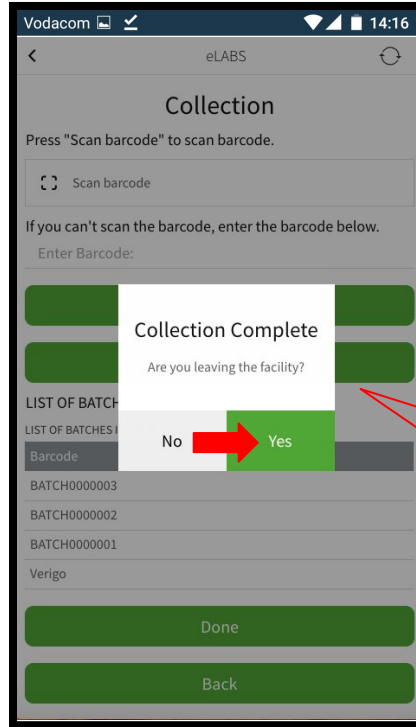 Vodacom 14:16
eLABS
Collection
Press "Scan barcode" to scan barcode.
Scan barcode
If you can't scan the barcode, enter the barcode below.
Enter Barcode:
Collection Complete
Are you leaving the facility?
LIST OF BATCH
LIST OF BATCHES
No Yes
Barcode
BATCH0000003
BATCH0000002
BATCH0000001
Verigo
Done
Back